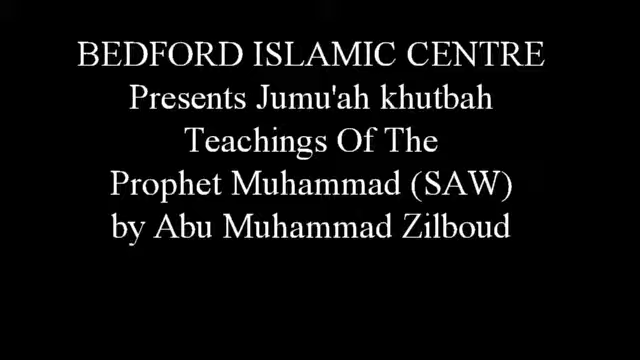 BEDFORD ISLAMIC CENTRE
Presents Jumu'ah khutbah
Teachings Of The
Prophet Muhammad (SAW)
by Abu Muhammad Zilboud